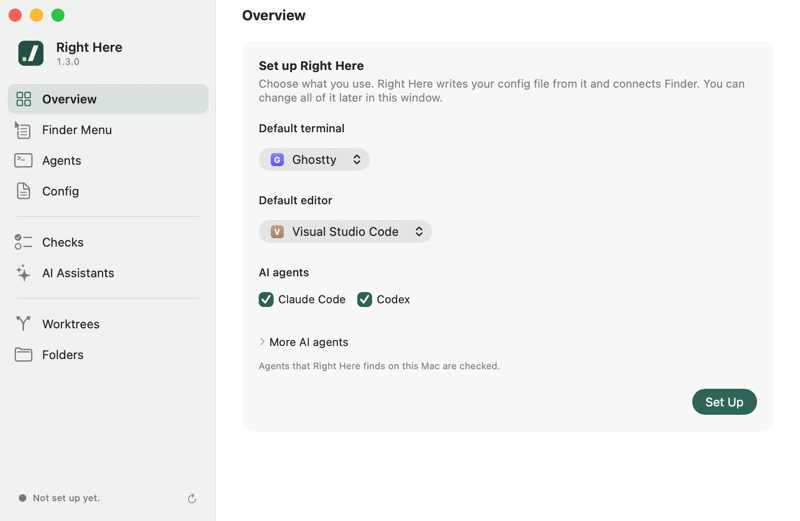 Overview
Right Here
1.3.0
Overview
Finder Menu
Agents
Config
Checks
AI Assistants
Worktrees
Folders
Not set up yet.
Set up Right Here
Choose what you use. Right Here writes your config file from it and connects Finder. You can
change all of it later in this window.
Default terminal
G Ghostty
Default editor
V Visual Studio Code
AI agents
Claude Code Codex
More AI agents
Agents that Right Here finds on this Mac are checked.
Set Up